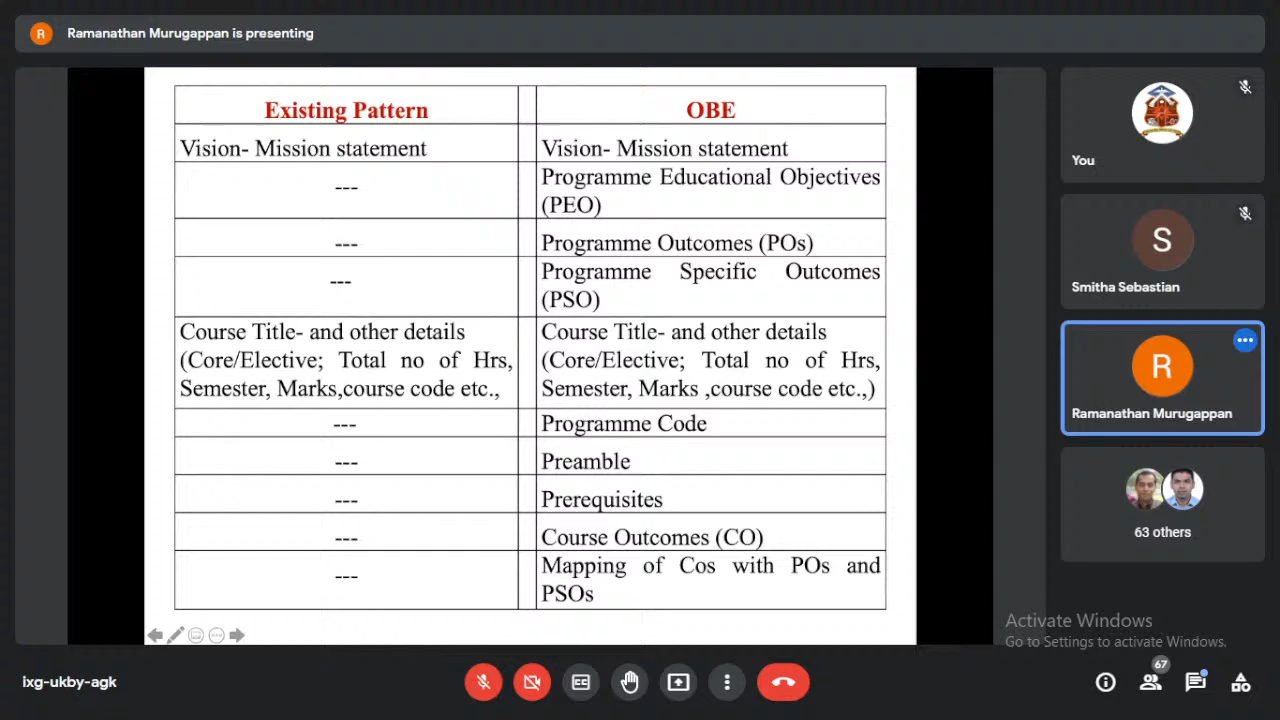 R Ramanathan Murugappan is presenting
Existing Pattern OBE
Vision- Mission statement Vision- Mission statement
--- Programme Educational Objectives
(PEO)
--- Programme Outcomes (POs)
--- Programme Specific Outcomes
(PSO)
Course Title- and other details Course Title- and other details
(Core/Elective; Total no of Hrs, (Core/Elective; Total no of Hrs,
Semester, Marks,course code etc., Semester, Marks ,course code etc.,)
--- Programme Code
--- Preamble
--- Prerequisites
--- Course Outcomes (CO)
--- Mapping of Cos with POs and
PSOs
You
S
Smitha Sebastian
R
Ramanathan Murugappan
63 others
Activate Windows
Go to Settings to activate Windows.
ixg-ukby-agk
CC
67